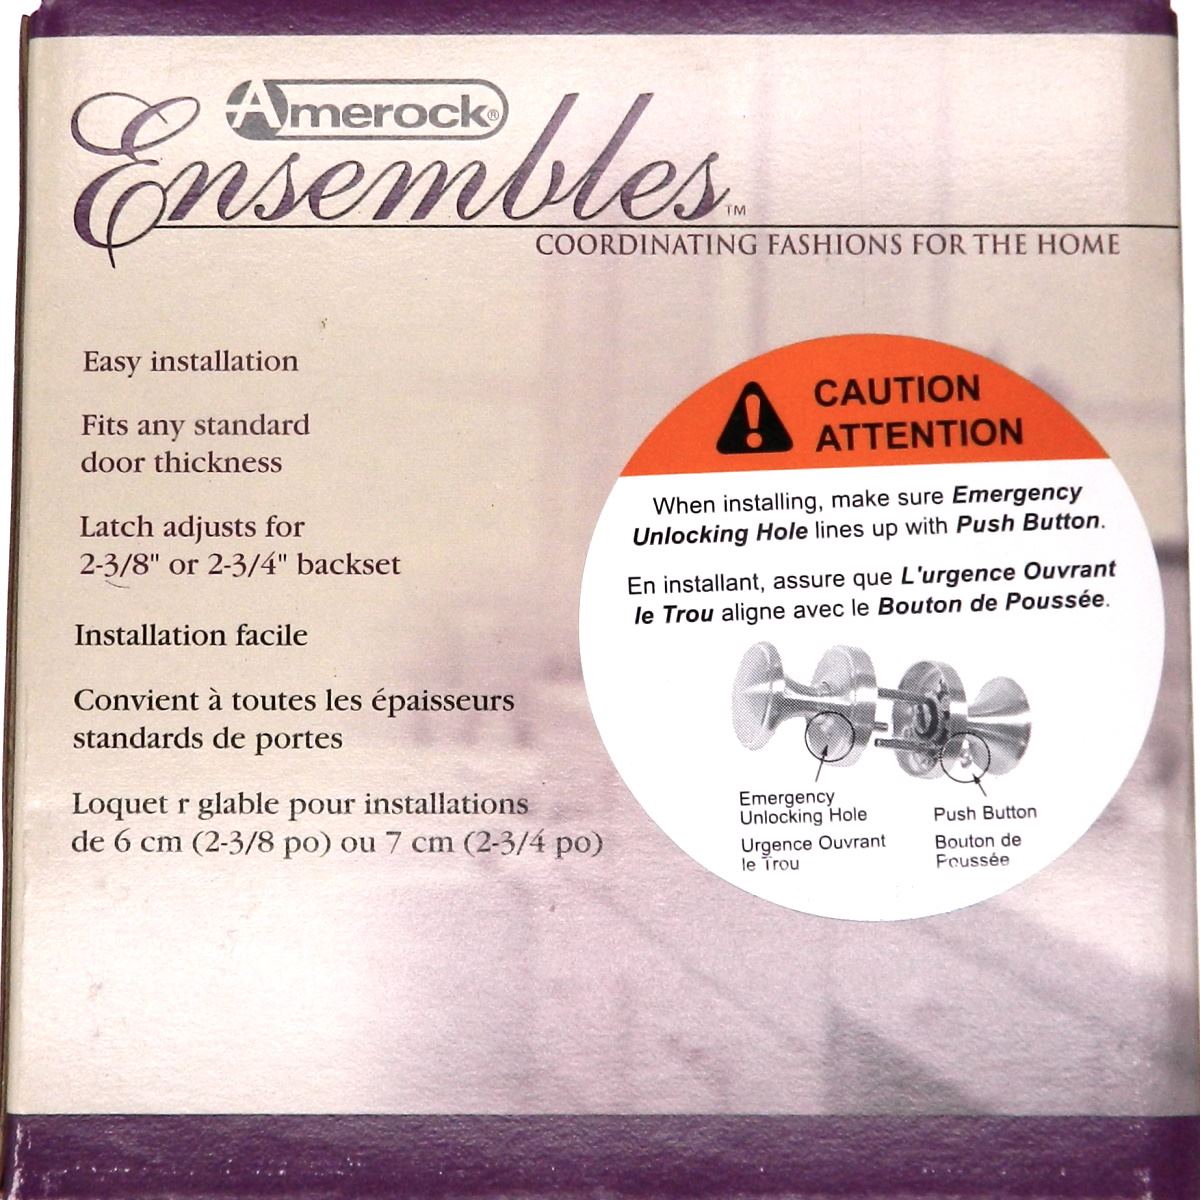 Amerock®
Ensembles™
COORDINATING FASHIONS FOR THE HOME
Easy installation
Fits any standard
door thickness
Latch adjusts for
2-3/8" or 2-3/4" backset
Installation facile
Convient à toutes les épaisseurs
standards de portes
Loquet r glable pour installations
de 6 cm (2-3/8 po) ou 7 cm (2-3/4 po)
CAUTION
ATTENTION
When installing, make sure Emergency
Unlocking Hole lines up with Push Button.
En installant, assure que L'urgence Ouvrant
le Trou aligne avec le Bouton de Poussée.
Emergency
Unlocking Hole
Urgence Ouvrant
le Trou
Push Button
Bouton de
Poussée